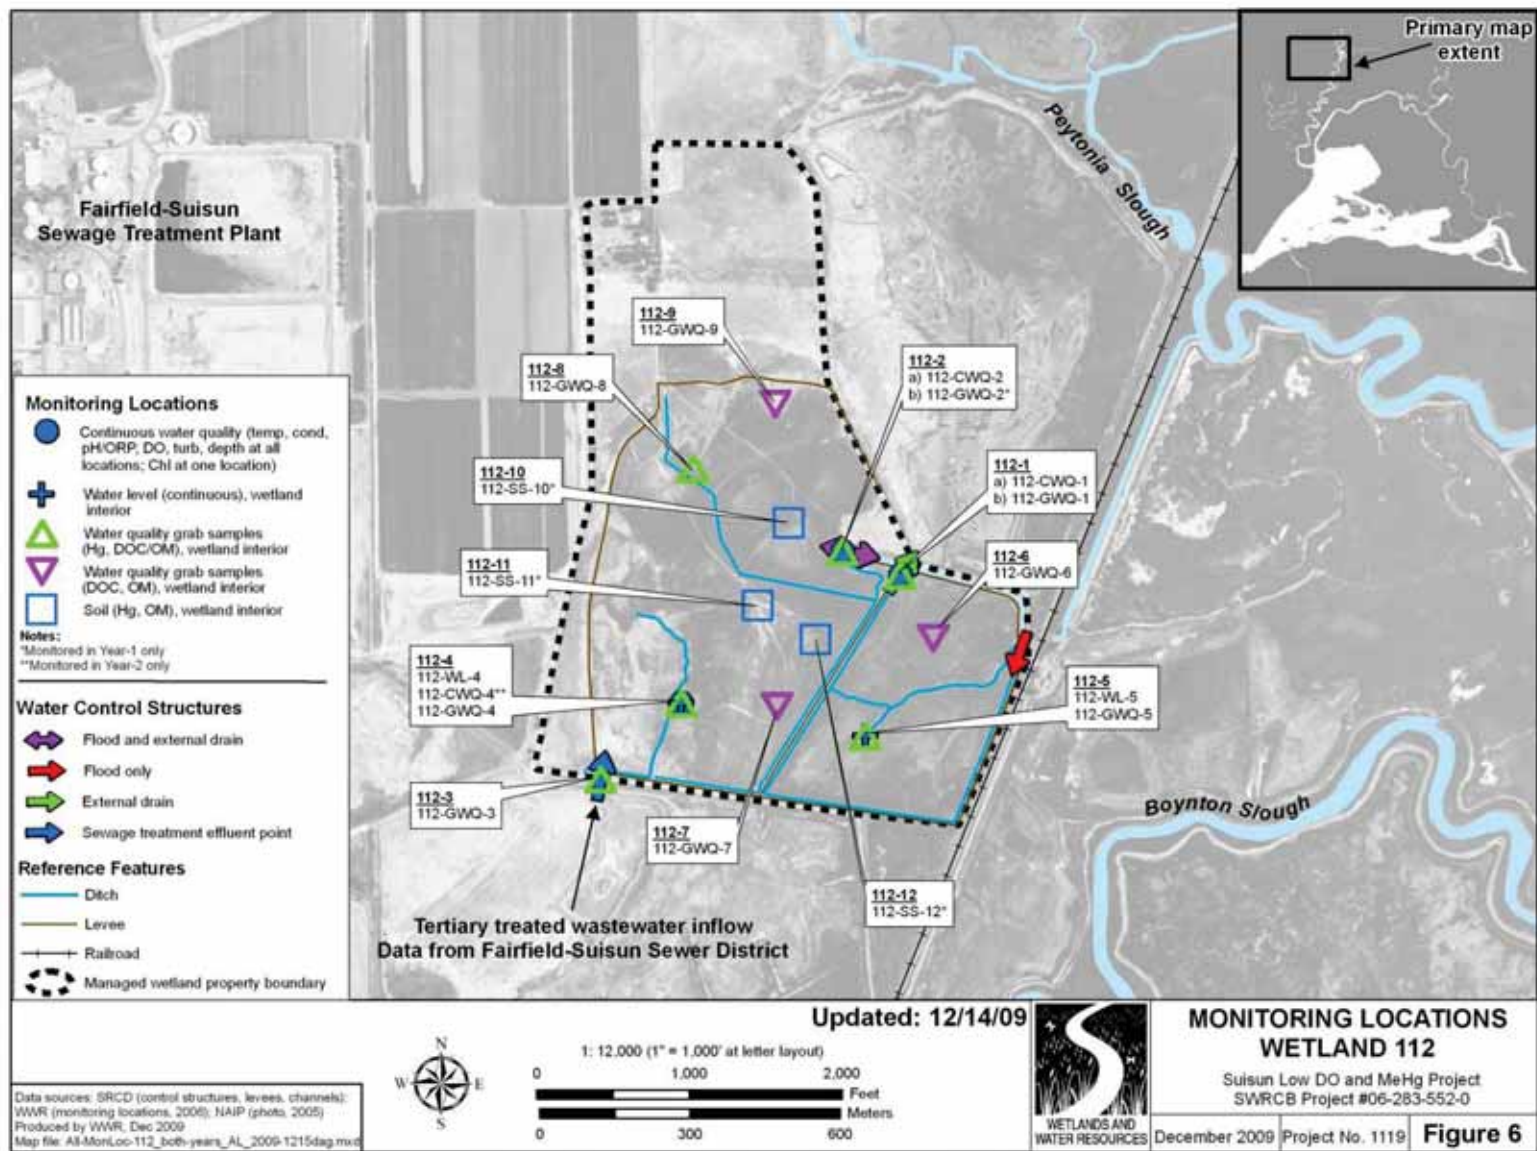 Primary map
extent
Peytonia Slough
Fairfield-Suisun
Sewage Treatment Plant
112-9
112-GWQ-9
112-8
112-GWQ-8
112-2
a) 112-CWQ-2
b) 112-GWQ-2*
112-10
112-SS-10*
112-1
a) 112-CWQ-1
b) 112-GWQ-1
112-11
112-SS-11*
112-6
112-GWQ-6
112-4
112-WL-4
112-CWQ-4**
112-GWQ-4
112-5
112-WL-5
112-GWQ-5
112-3
112-GWQ-3
112-7
112-GWQ-7
112-12
112-SS-12*
Boynton Slough
Tertiary treated wastewater inflow
Data from Fairfield-Suisun Sewer District
Monitoring Locations
Continuous water quality (temp, cond,
pH/ORP; DO, turb, depth at all
locations; Chl at one location)
Water level (continuous), wetland
interior
Water quality grab samples
(Hg, DOC/OM), wetland interior
Water quality grab samples
(DOC, OM), wetland interior
Soil (Hg, OM), wetland interior
Notes:
*Monitored in Year-1 only
**Monitored in Year-2 only
Water Control Structures
Flood and external drain
Flood only
External drain
Sewage treatment effluent point
Reference Features
Ditch
Levee
Railroad
Managed wetland property boundary
Updated: 12/14/09
N
W E
S
1: 12,000 (1" = 1,000' at letter layout)
0 1,000 2,000
Feet
Meters
0 300 600
Data sources: SRCD (control structures, levees, channels);
WWR (monitoring locations, 2006); NAIP (photo, 2005)
Produced by WWR, Dec 2009
Map file: All-MonLoc-112_both-years_AL_2009-1215dag.mxd
WETLANDS AND
WATER RESOURCES
MONITORING LOCATIONS
WETLAND 112
Suisun Low DO and MeHg Project
SWRCB Project #06-283-552-0
December 2009
Project No. 1119
Figure 6